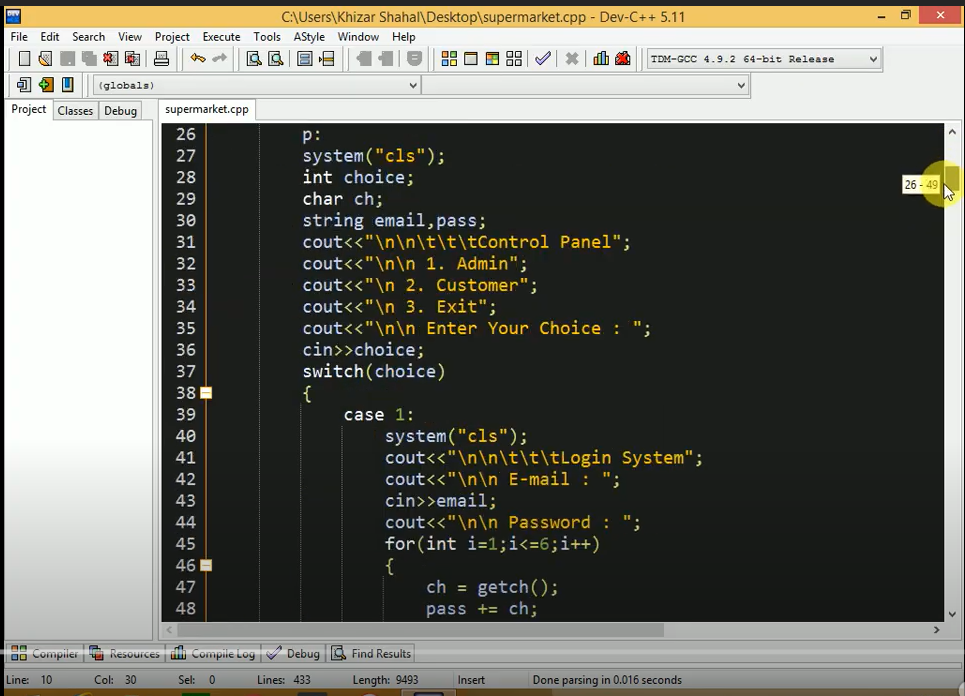 DEV
C:\Users\Khizar Shahal\Desktop\supermarket.cpp - Dev-C++ 5.11
File Edit Search View Project Execute Tools AStyle Window Help
TDM-GCC 4.9.2 64-bit Release
(globals)
Project Classes Debug supermarket.cpp
26 p:
27 system("cls");
28 int choice;
29 char ch;
30 string email,pass;
31 cout<<"\n\n\t\t\tControl Panel";
32 cout<<"\n\n 1. Admin";
33 cout<<"\n 2. Customer";
34 cout<<"\n 3. Exit";
35 cout<<"\n\n Enter Your Choice : ";
36 cin>>choice;
37 switch(choice)
38 {
39 case 1:
40 system("cls");
41 cout<<"\n\n\t\t\tLogin System";
42 cout<<"\n\n E-mail : ";
43 cin>>email;
44 cout<<"\n\n Password : ";
45 for(int i=1;i<=6;i++)
46 {
47 ch = getch();
48 pass += ch;
26 - 49
Compiler Resources Compile Log Debug Find Results
Line: 10 Col: 30 Sel: 0 Lines: 433 Length: 9493 Insert Done parsing in 0.016 seconds